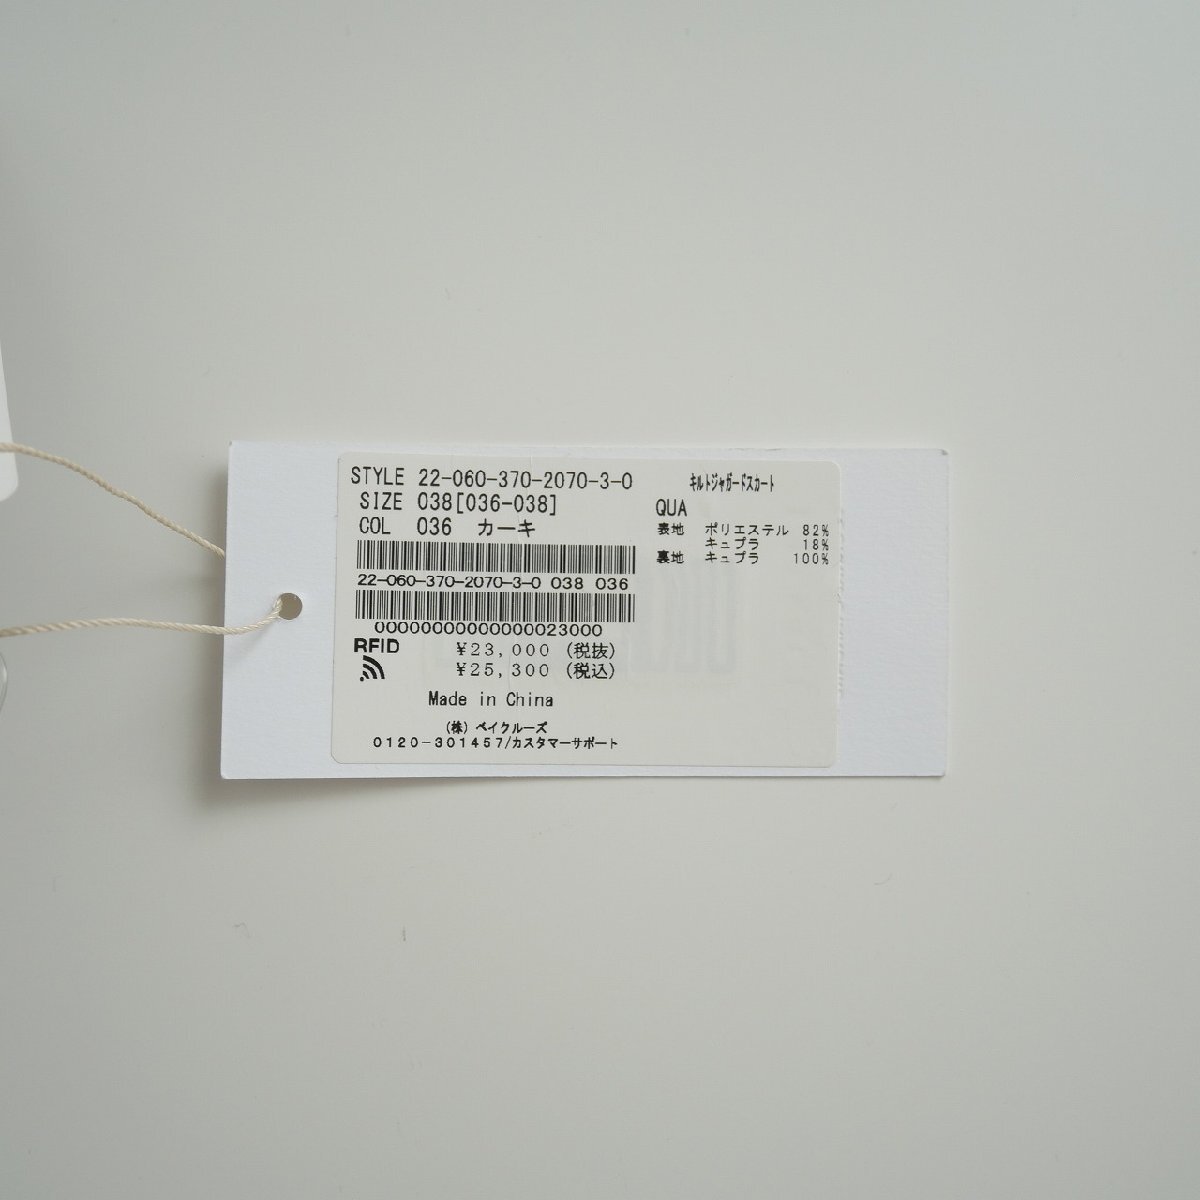 STYLE 22-060-370-2070-3-0
SIZE 038[036-038]
COL 036 カーキ
22-060-370-2070-3-0 038 036
00000000000000023000
RFID
¥23,000 (税抜)
¥25,300 (税込)
Made in China
(株) ベイクルーズ
0120-301457/カスタマーサポート
ｷﾙﾄｼﾞｬｶﾞｰﾄﾞｽｶｰﾄ
QUA
表地 ポリエステル 82%
キュプラ 18%
裏地 キュプラ 100%